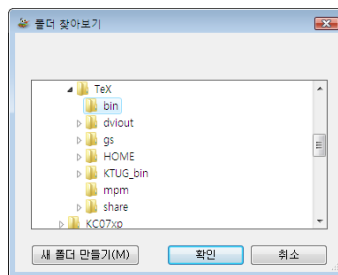 폴더 찾아보기
TeX
bin
dviout
gs
HOME
KTUG_bin
mpm
share
KC07xp
새 폴더 만들기(M)
확인
취소